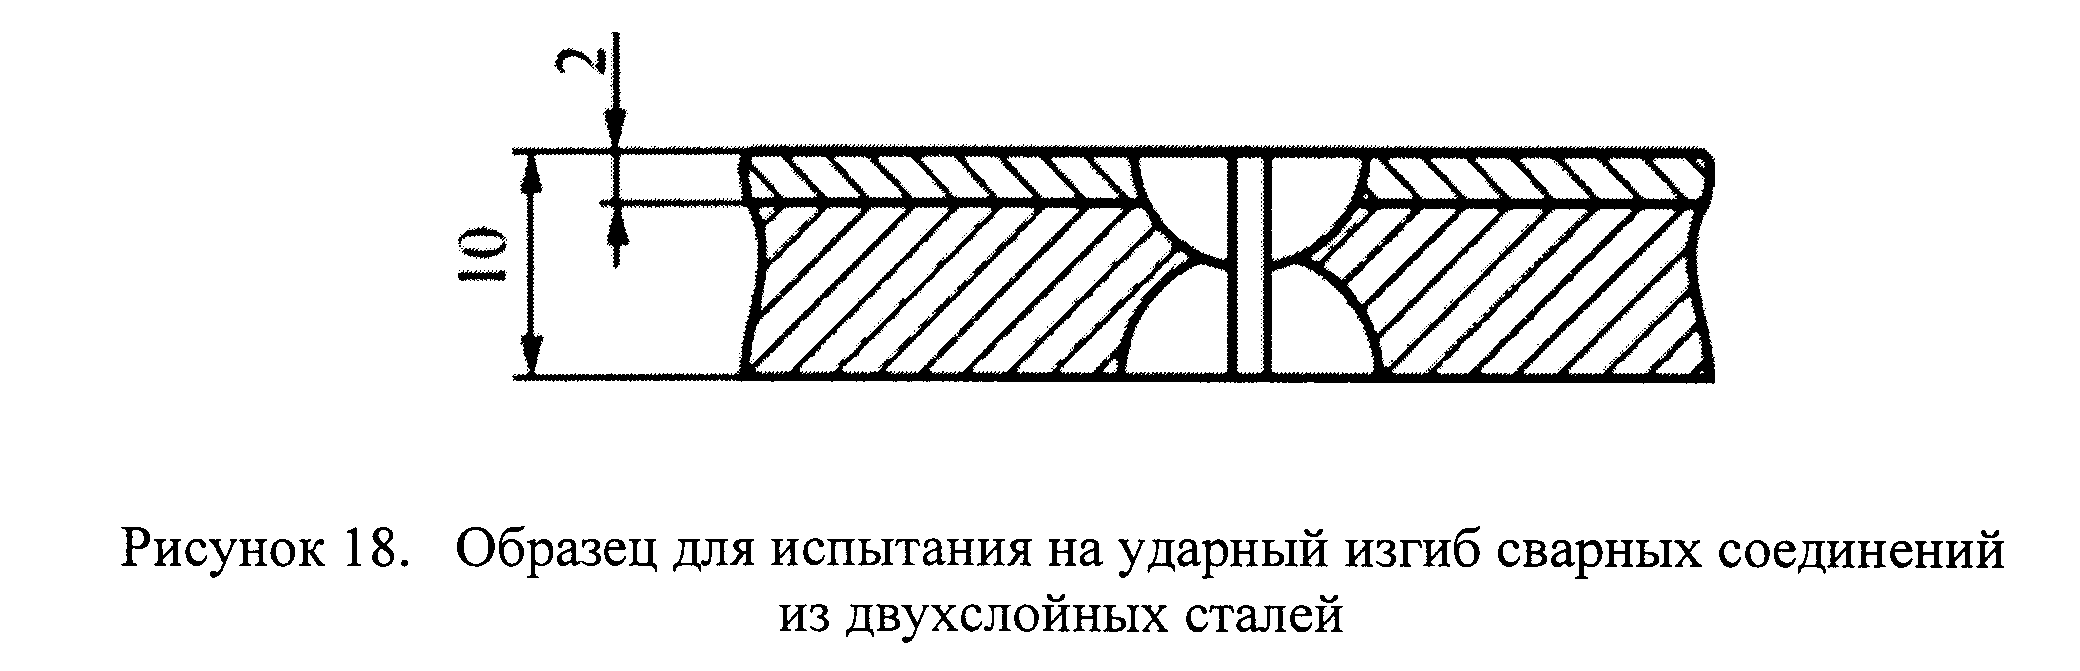 2
10
Рисунок 18. Образец для испытания на ударный изгиб сварных соединений
из двухслойных сталей